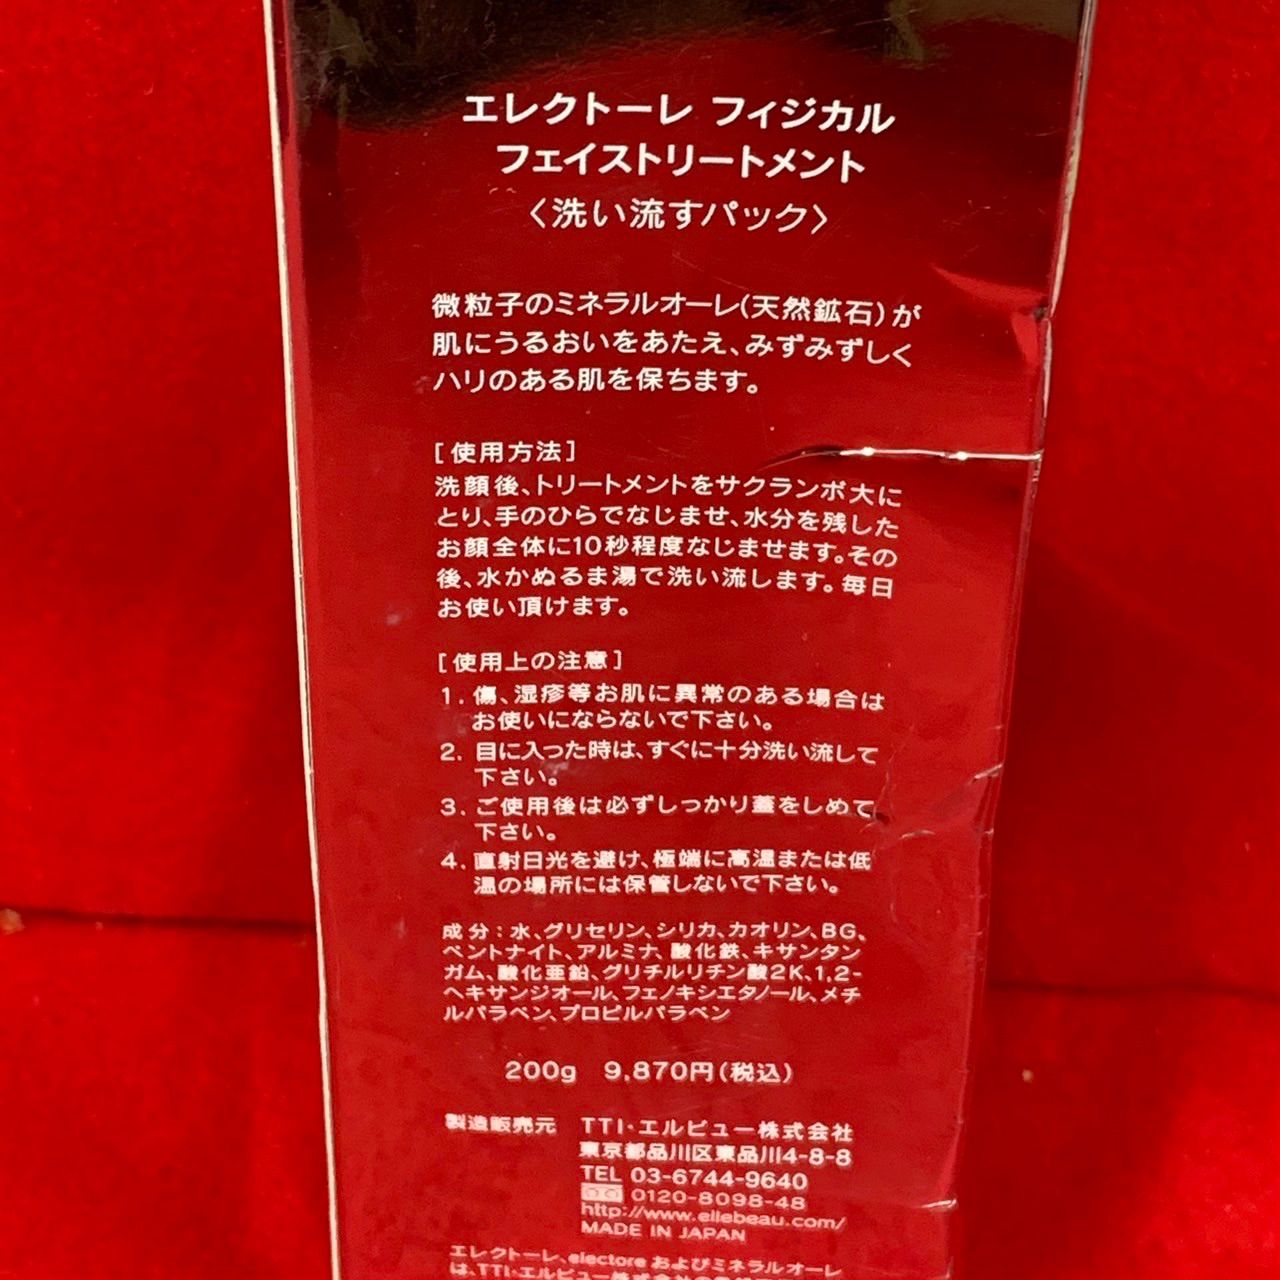 エレクトーレ フィジカル
フェイストリートメント
〈洗い流すパック〉
微粒子のミネラルオーレ(天然鉱石)が
肌にうるおいをあたえ、みずみずしく
ハリのある肌を保ちます。
[使用方法]
洗顔後、トリートメントをサクランボ大に
とり、手のひらでなじませ、水分を残した
お顔全体に10秒程度なじませます。その
後、水かぬるま湯で洗い流します。毎日
お使い頂けます。
[使用上の注意]
1. 傷、湿疹等お肌に異常のある場合は
お使いにならないで下さい。
2. 目に入った時は、すぐに十分洗い流して
下さい。
3. ご使用後は必ずしっかり蓋をしめて
下さい。
4. 直射日光を避け、極端に高温または低
温の場所には保管しないで下さい。
成分:水、グリセリン、シリカ、カオリン、BG、
ベントナイト、アルミナ、酸化鉄、キサンタン
ガム、酸化亜鉛、グリチルリチン酸2K、1,2-
ヘキサンジオール、フェノキシエタノール、メチ
ルパラベン、プロピルパラベン
200g 9,870円(税込)
製造販売元 TTI・エルビュー株式会社
東京都品川区東品川4-8-8
TEL 03-6744-9640
0120-8098-48
http://www.ellebeau.com/
MADE IN JAPAN
エレクトーレ、electore およびミネラルオーレ
は、TTI・エルビュー株式会社の